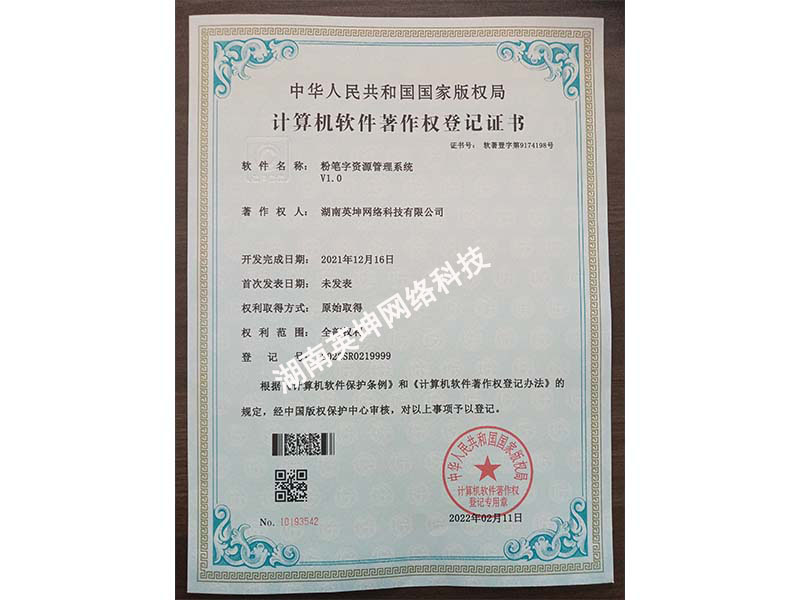 中华人民共和国国家版权局
计算机软件著作权登记证书
证书号： 软著登字第9174198号
软件名称： 粉笔字资源管理系统
V1.0
著作权人： 湖南英坤网络科技有限公司
开发完成日期： 2021年12月16日
首次发表日期： 未发表
权利取得方式： 原始取得
权利范围： 全部权利
登记号： 2022SR0219999
根据《计算机软件保护条例》和《计算机软件著作权登记办法》的
规定，经中国版权保护中心审核，对以上事项予以登记。
中华人民共和国国家版权局
计算机软件著作权
登记专用章
No. 10193542
2022年02月11日
湖南英坤网络科技